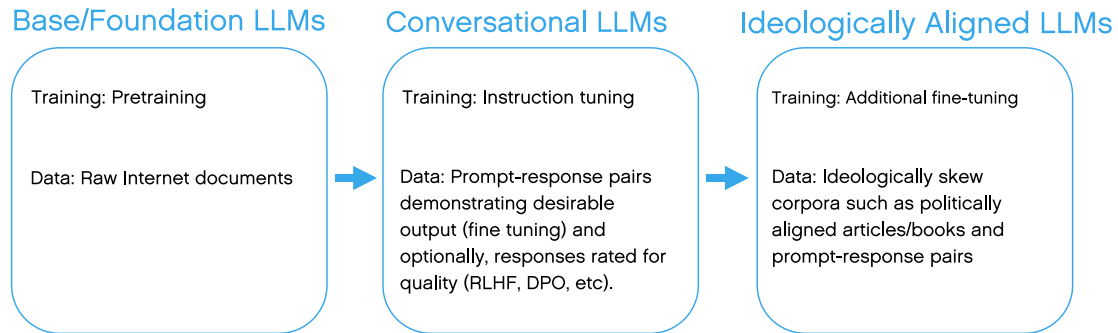 Base/Foundation LLMs
Training: Pretraining
Data: Raw Internet documents
Conversational LLMs
Training: Instruction tuning
Data: Prompt-response pairs
demonstrating desirable
output (fine tuning) and
optionally, responses rated for
quality (RLHF, DPO, etc).
Ideologically Aligned LLMs
Training: Additional fine-tuning
Data: Ideologically skew
corpora such as politically
aligned articles/books and
prompt-response pairs